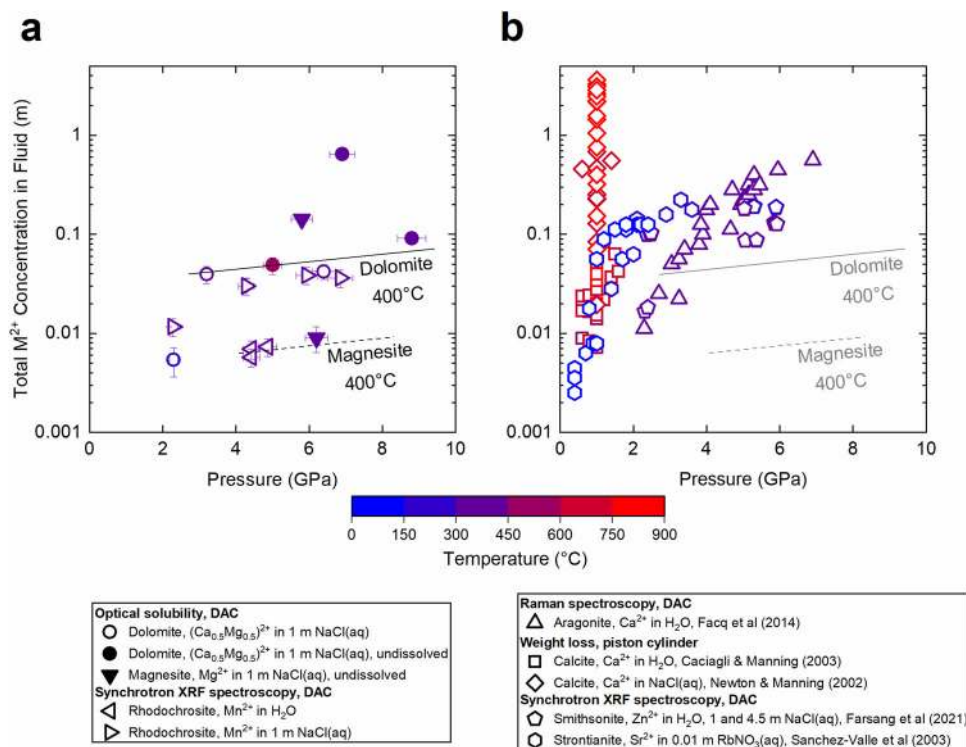 a
b
Total M²⁺ Concentration in Fluid (m)
1
0.1
0.01
0.001
0 2 4 6 8 10
Pressure (GPa)
Dolomite
400°C
Magnesite
400°C
1
0.1
0.01
0.001
0 2 4 6 8 10
Pressure (GPa)
Dolomite
400°C
Magnesite
400°C
0 150 300 450 600 750 900
Temperature (°C)
Optical solubility, DAC
Dolomite, (Ca₀.₅Mg₀.₅)²⁺ in 1 m NaCl(aq)
Dolomite, (Ca₀.₅Mg₀.₅)²⁺ in 1 m NaCl(aq), undissolved
Magnesite, Mg²⁺ in 1 m NaCl(aq), undissolved
Synchrotron XRF spectroscopy, DAC
Rhodochrosite, Mn²⁺ in H₂O
Rhodochrosite, Mn²⁺ in 1 m NaCl(aq)
Raman spectroscopy, DAC
Aragonite, Ca²⁺ in H₂O, Facq et al (2014)
Weight loss, piston cylinder
Calcite, Ca²⁺ in H₂O, Caciagli & Manning (2003)
Calcite, Ca²⁺ in NaCl(aq), Newton & Manning (2002)
Synchrotron XRF spectroscopy, DAC
Smithsonite, Zn²⁺ in H₂O, 1 and 4.5 m NaCl(aq), Farsang et al (2021)
Strontianite, Sr²⁺ in 0.01 m RbNO₃(aq), Sanchez-Valle et al (2003)